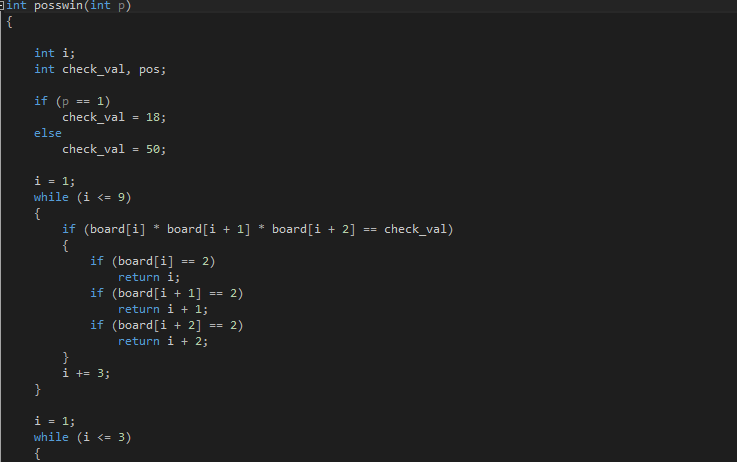 int posswin(int p)
{
int i;
int check_val, pos;
if (p == 1)
check_val = 18;
else
check_val = 50;
i = 1;
while (i <= 9)
{
if (board[i] * board[i + 1] * board[i + 2] == check_val)
{
if (board[i] == 2)
return i;
if (board[i + 1] == 2)
return i + 1;
if (board[i + 2] == 2)
return i + 2;
}
i += 3;
}
i = 1;
while (i <= 3)
{